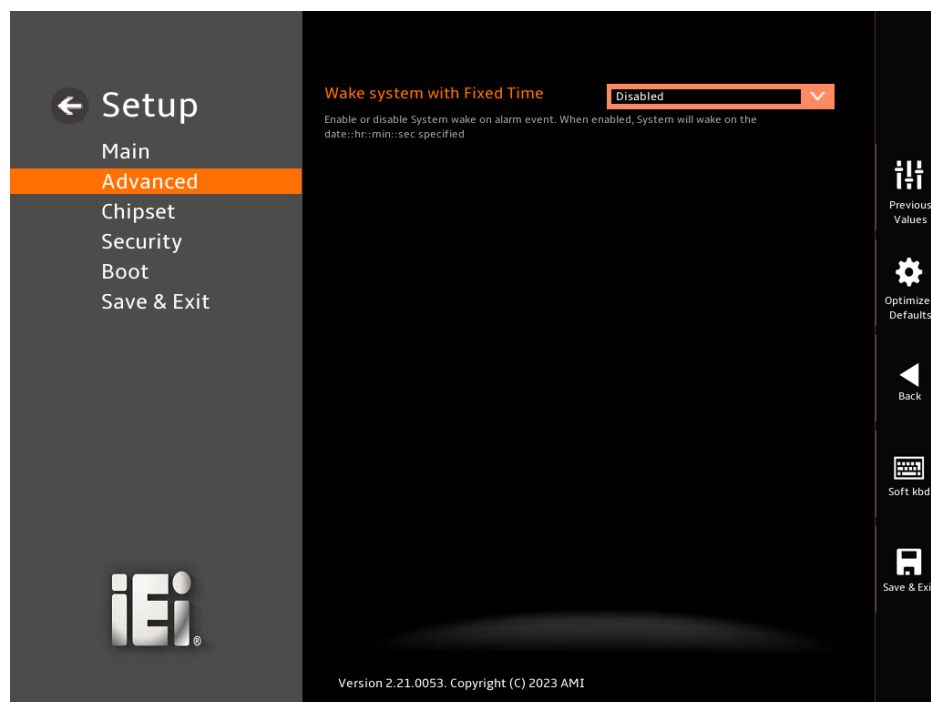 Setup
Main
Advanced
Chipset
Security
Boot
Save & Exit
iEi®
Wake system with Fixed Time
Disabled
Enable or disable System wake on alarm event. When enabled, System will wake on the
date::hr::min::sec specified
Version 2.21.0053. Copyright (C) 2023 AMI
Previous
Values
Optimize
Defaults
Back
Soft kbd
Save & Exi